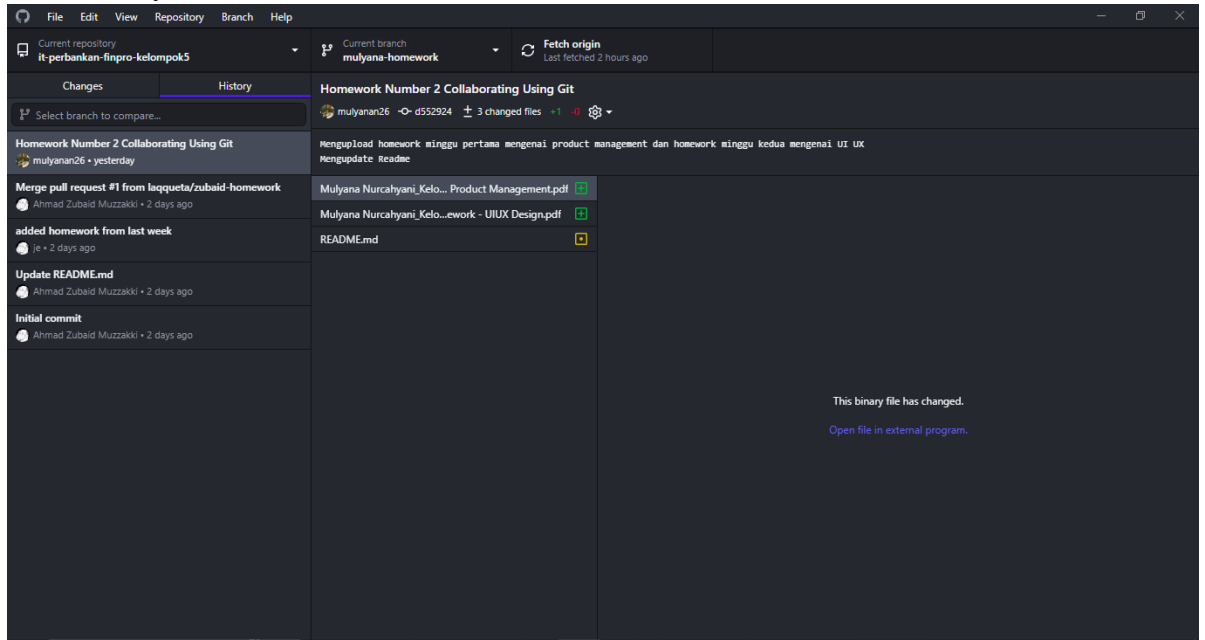 File Edit View Repository Branch Help
Current repository
it-perbankan-finpro-kelompok5
Current branch
mulyana-homework
Fetch origin
Last fetched 2 hours ago
Changes History
Select branch to compare...
Homework Number 2 Collaborating Using Git
mulyanan26 • yesterday
Merge pull request #1 from laqqueta/zubaid-homework
Ahmad Zubaid Muzzakki • 2 days ago
added homework from last week
je • 2 days ago
Update README.md
Ahmad Zubaid Muzzakki • 2 days ago
Initial commit
Ahmad Zubaid Muzzakki • 2 days ago
Homework Number 2 Collaborating Using Git
mulyanan26 d552924 3 changed files +1 -0
Mengupload homework minggu pertama mengenai product management dan homework minggu kedua mengenai UI UX
Mengupdate Readme
Mulyana Nurcahyani_Kelo... Product Management.pdf
Mulyana Nurcahyani_Kelo...ework - UIUX Design.pdf
README.md
This binary file has changed.
Open file in external program.